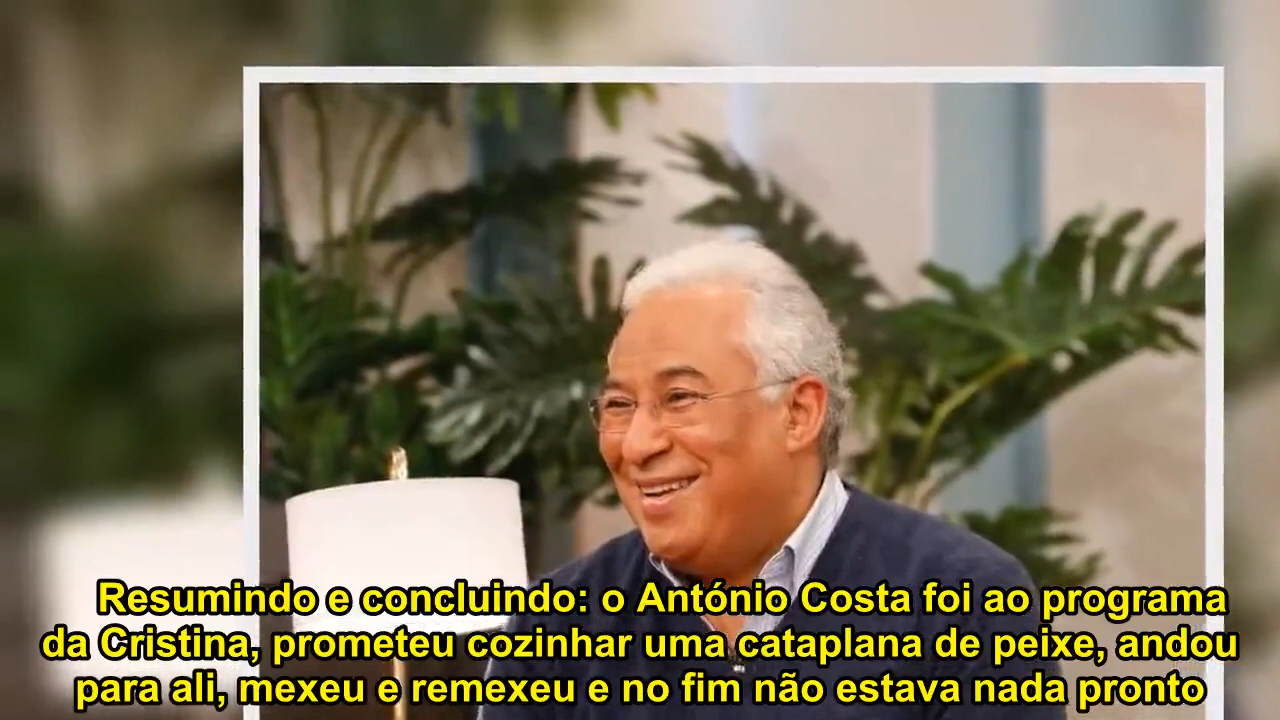 Resumindo e concluindo: o António Costa foi ao programa
da Cristina, prometeu cozinhar uma cataplana de peixe, andou
para ali, mexeu e remexeu e no fim não estava nada pronto